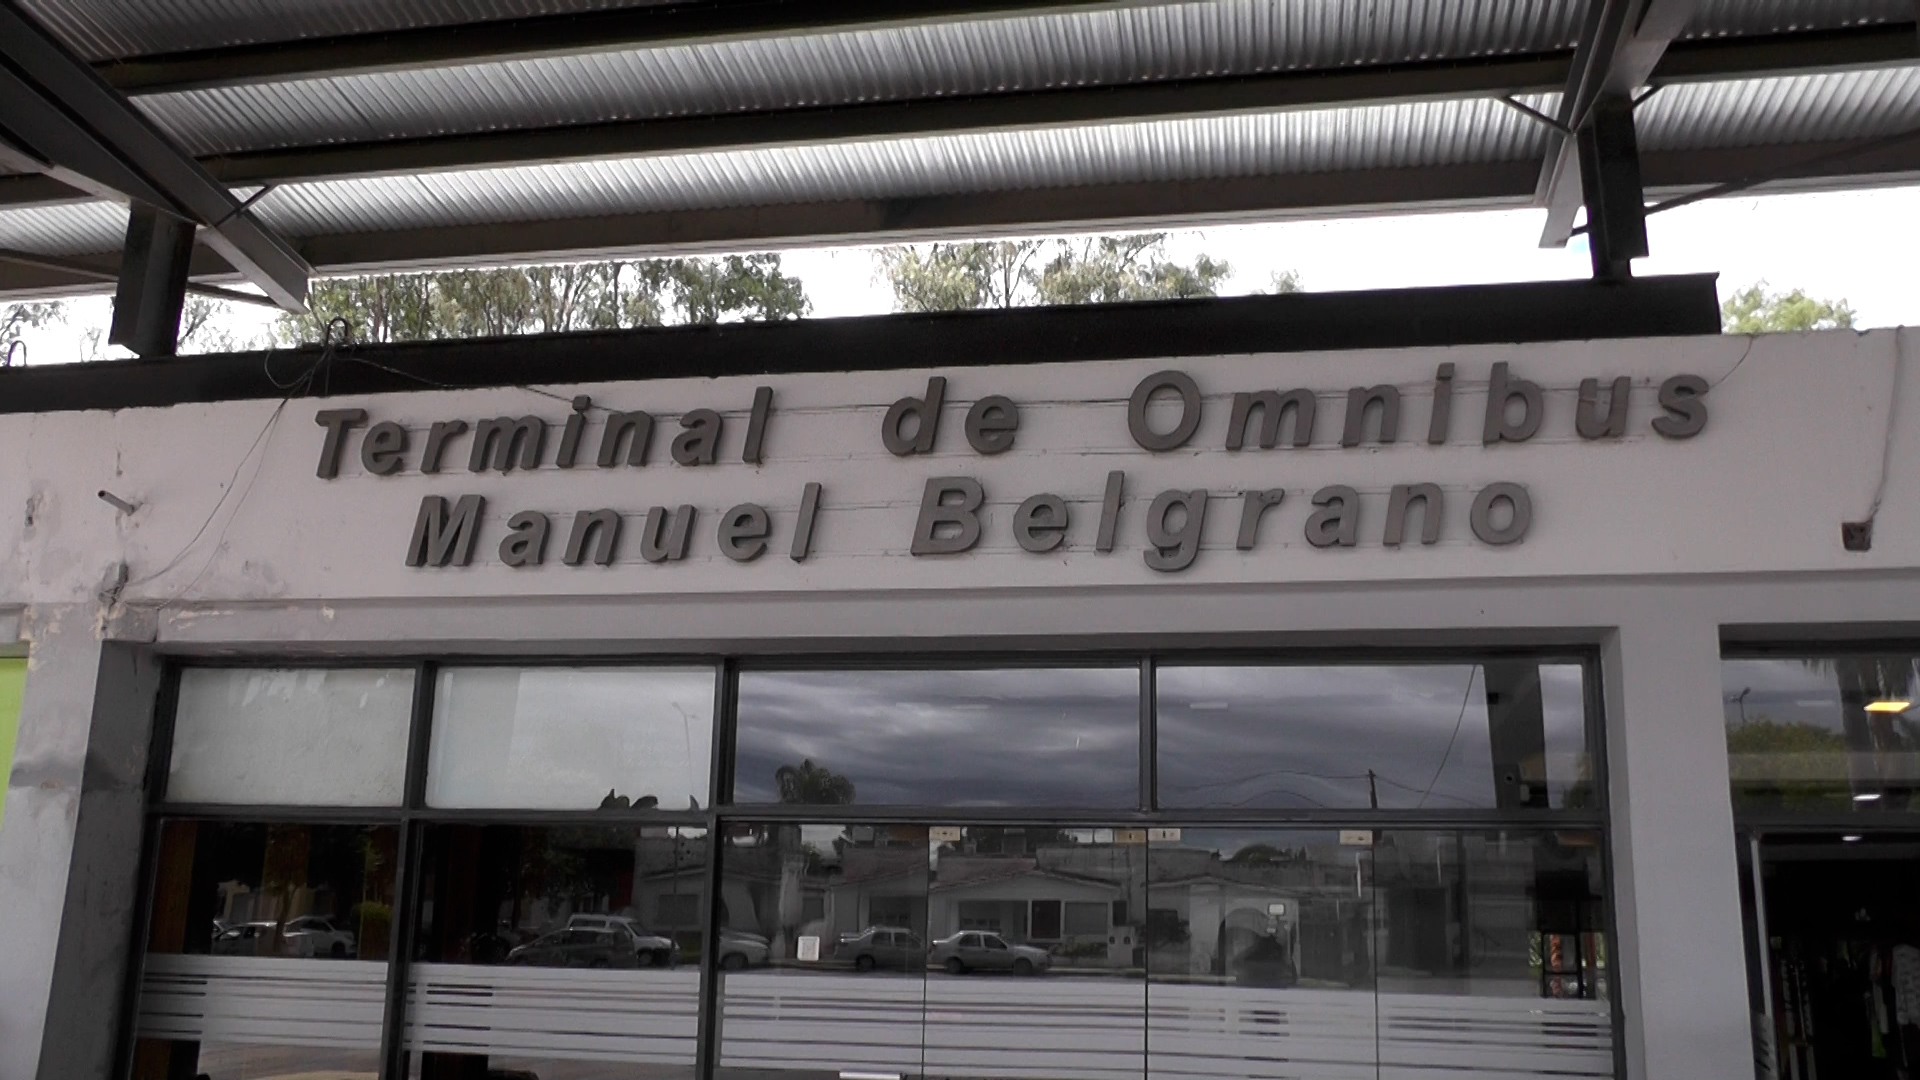 Terminal de Omnibus
Manuel Belgrano